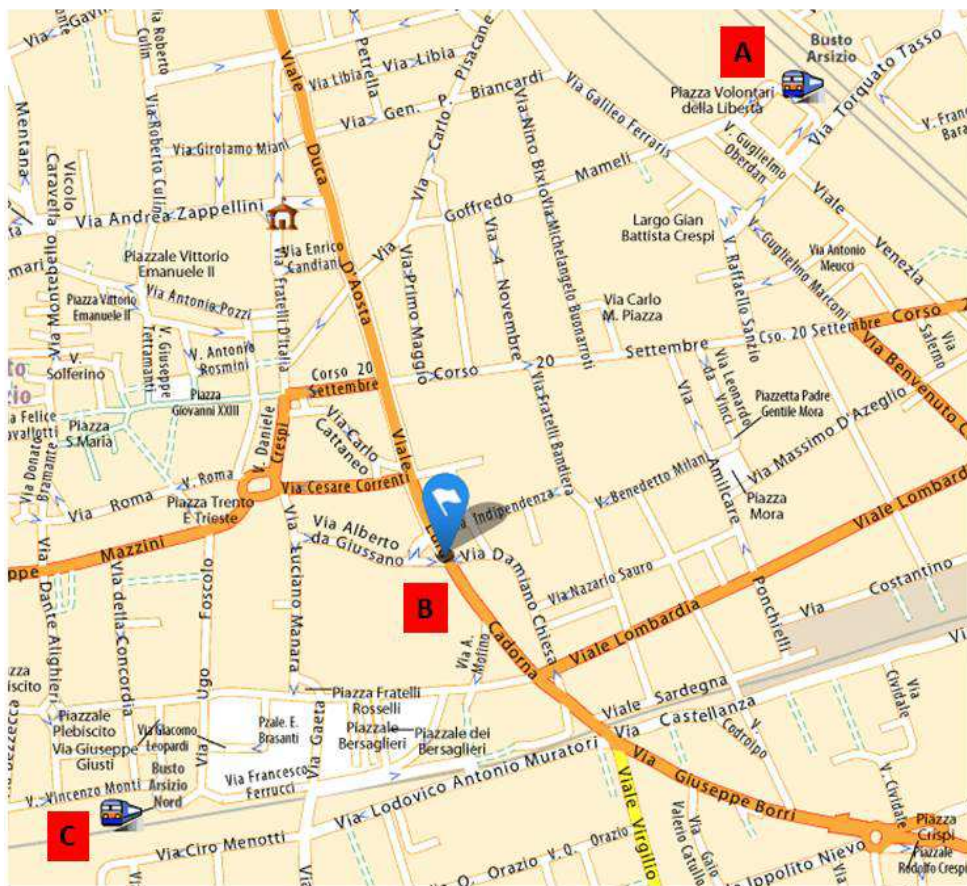 A
Busto
Arsizio
Piazza Volontari
della Libertà
Via Torquato Tasso
V. Guglielmo
Oberdan
Via Roberto
Culin
Via Roberto Culin
Viale
Duca
D'Aosta
Petrella
Via Libia
Via Libia
Via Gen. P. Biancardi
Via Carlo Pisacane
Via Galileo Ferraris
Via Nino Bixio
Via Michelangelo Buonarroti
Via Girolamo Miani
Goffredo Mameli
Mentana
Vicolo
Caravella
Via Montebello
Via Andrea Zappellini
Largo Gian
Battista Crespi
Viale Venezia
Via Antonio
Meucci
V. Guglielmo Marconi
V. Raffaello Sanzio
Piazzale Vittorio
Emanuele II
Via Enrico
Candiani
Via Fratelli D'Italia
Via Primo Maggio
Via 4 Novembre
Piazza Vittorio
Emanuele II
Via Antonio Pozzi
V. Giuseppe
Tettamanti
V. Antonio
Rosmini
Via Carlo
M. Piazza
Cso. 20 Settembre
Corso
Salerno
Via Benvenuto
V.
Solferino
Corso 20
Settembre
Corso 20 Settembre
Via Leonardo
da Vinci
Piazzetta Padre
Gentile Mora
Via Massimo D'Azeglio
Piazza
Giovanni XXIII
Piazza
S. Maria
Via Donato
Bramante
V. Daniele
Crespi
Via Carlo
Cattaneo
Viale
Via Fratelli Bandiera
Via Amilcare
Ponchielli
V. Roma
Via Roma
Via Cesare Correnti
Indipendenza
V. Benedetto Milani
Piazza
Mora
Viale Lombardia
Piazza Trento
E Trieste
Via Alberto
da Giussano
Via Damiano Chiesa
Mazzini
Via Dante Alighieri
Via della Concordia
Via Ugo Foscolo
Via Luciano Manara
B
Cadorna
Via Nazario Sauro
Via Costantino
Viale Lombardia
Via A.
Viale Sardegna
Via Castellanza
Via
Cividale
Piazza Fratelli
Rosselli
Piazzale
Plebiscito
Via Giuseppe
Giusti
Via Giacomo
Leopardi
Pzale. E.
Brasanti
Via Gaeta
Piazzale
Bersaglieri
Piazzale dei
Bersaglieri
V.
Codroipo
V. Cividale
V. Vincenzo Monti
Busto
Arsizio
Nord
Via Francesco
Ferrucci
Via Lodovico Antonio Muratori
Via Giuseppe Borri
Viale Virgilio
C
Via Ciro Menotti
Orazio
V. O. Orazio
Via
Valerio Catullo
Via
Gaio
Ippolito Nievo
Piazza
Crispi
Piazzale
Rodolfo Crespi